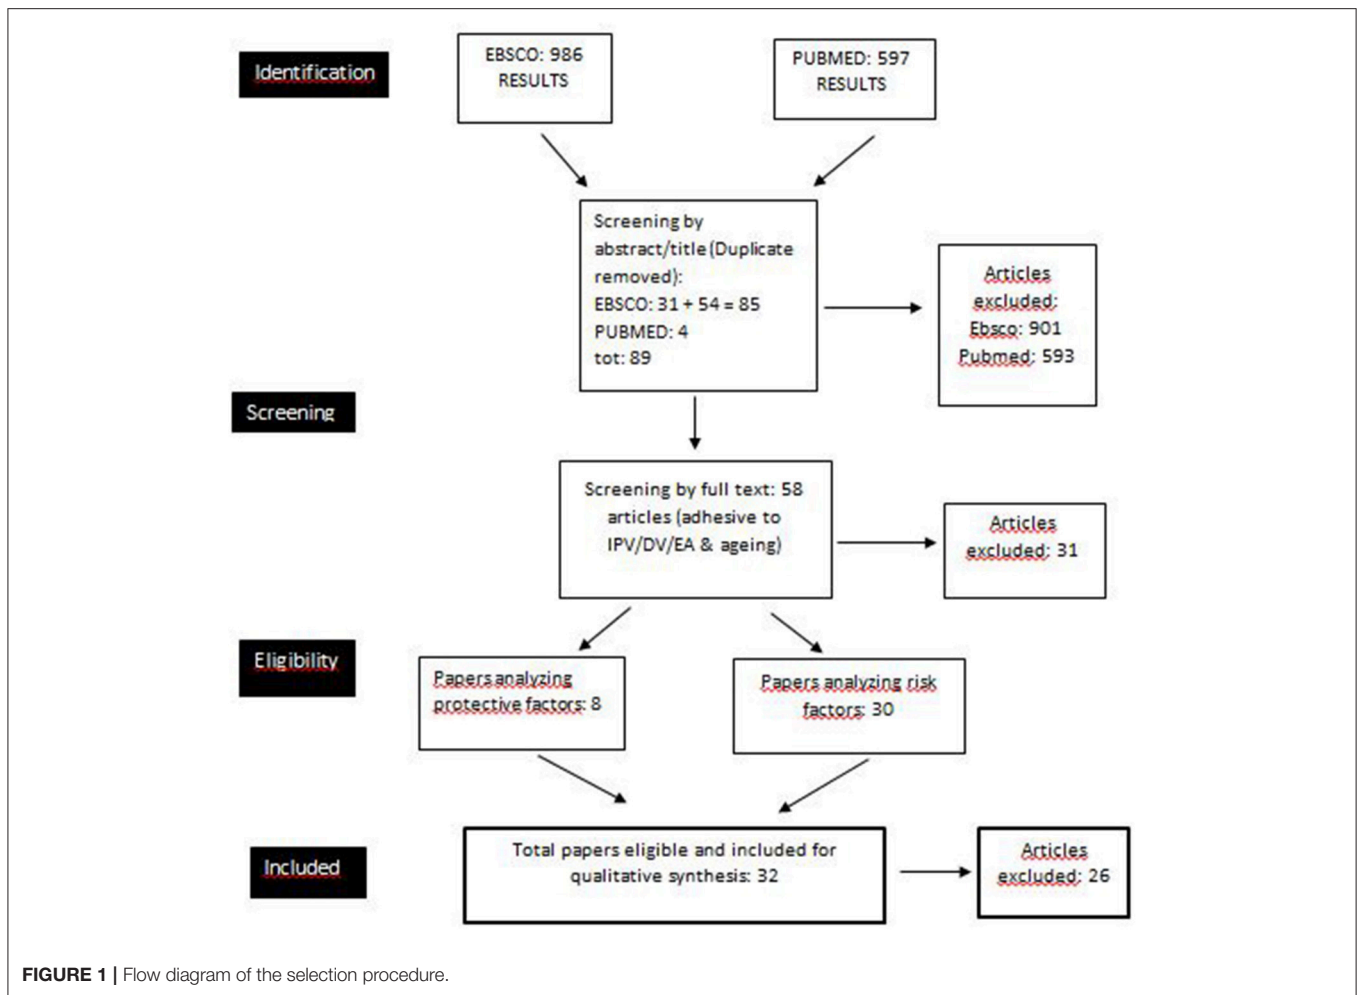 Identification
EBSCO: 986
RESULTS
PUBMED: 597
RESULTS
Screening by
abstract/title (Duplicate
removed):
EBSCO: 31 + 54 = 85
PUBMED: 4
tot: 89
Articles
excluded:
Ebsco: 901
Pubmed: 593
Screening
Screening by full text: 58
articles (adhesive to
IPV/DV/EA & ageing)
Articles
excluded: 31
Eligibility
Papers analyzing
protective factors: 8
Papers analyzing risk
factors: 30
Included
Total papers eligible and included for
qualitative synthesis: 32
Articles
excluded: 26
FIGURE 1 | Flow diagram of the selection procedure.